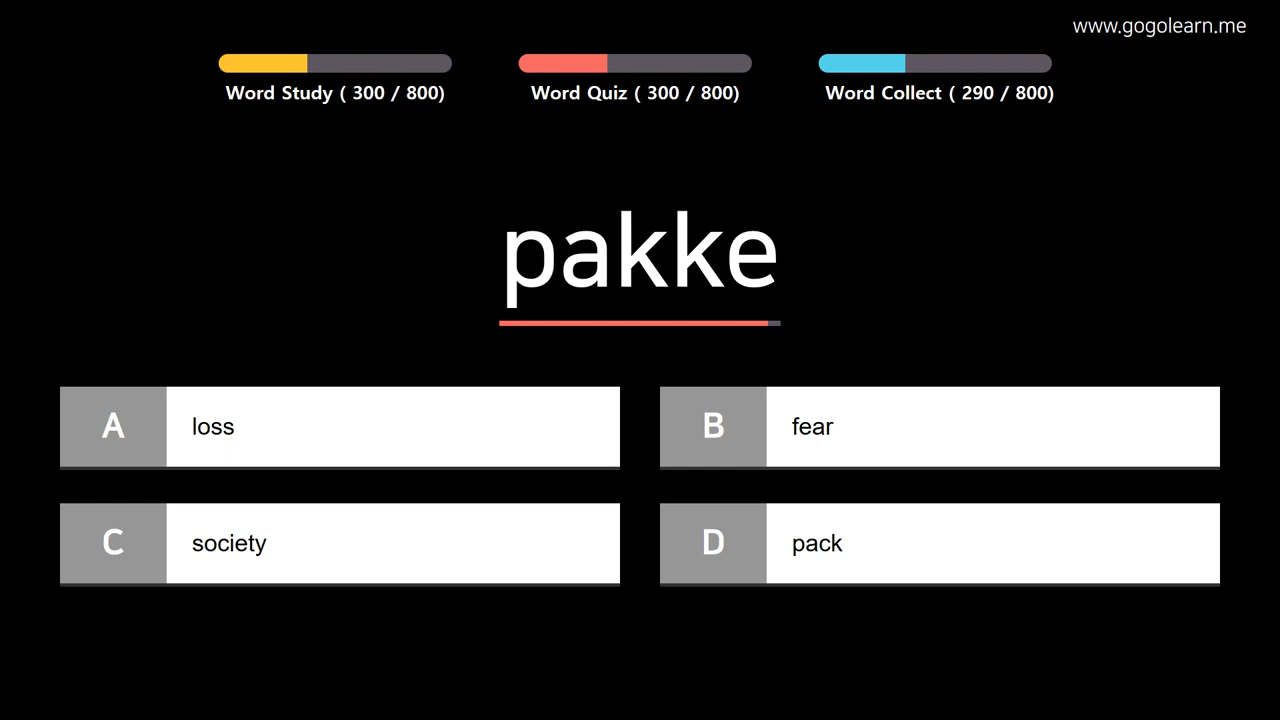 www.gogolearn.me
Word Study ( 300 / 800)
Word Quiz ( 300 / 800)
Word Collect ( 290 / 800)
pakke
A loss
B fear
C society
D pack